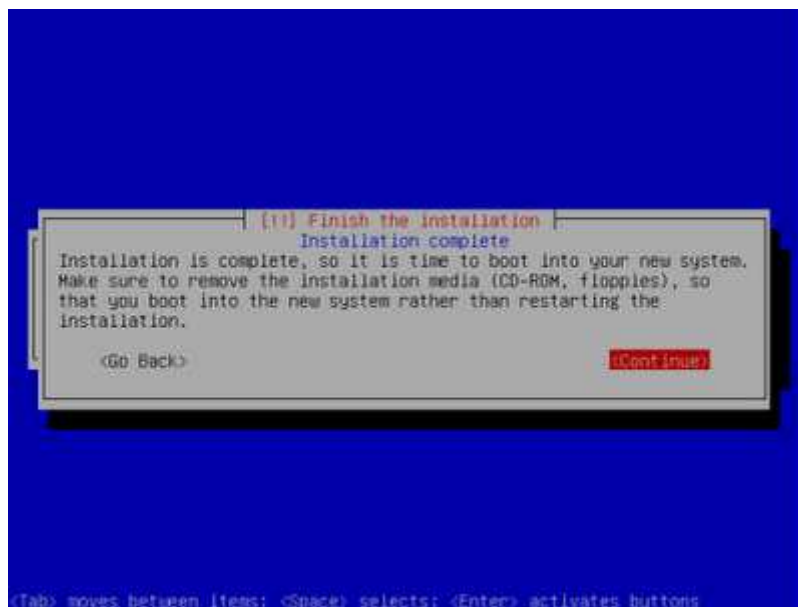 [!!] Finish the installation
Installation complete
Installation is complete, so it is time to boot into your new system.
Make sure to remove the installation media (CD-ROM, floppies), so
that you boot into the new system rather than restarting the
installation.
<Go Back> <Continue>
<Tab> moves between items; <Space> selects; <Enter> activates buttons